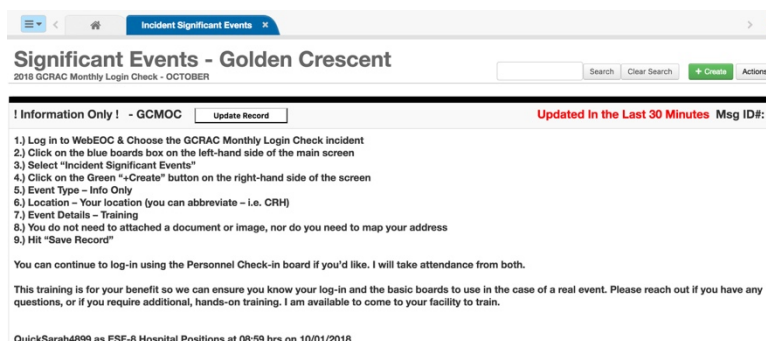 Incident Significant Events ×
Significant Events - Golden Crescent
2018 GCRAC Monthly Login Check - OCTOBER
Search Clear Search + Create Actions
! Information Only ! - GCMOC Update Record Updated In the Last 30 Minutes Msg ID#:
1.) Log in to WebEOC & Choose the GCRAC Monthly Login Check incident
2.) Click on the blue boards box on the left-hand side of the main screen
3.) Select “Incident Significant Events”
4.) Click on the Green “+Create” button on the right-hand side of the screen
5.) Event Type – Info Only
6.) Location – Your location (you can abbreviate – i.e. CRH)
7.) Event Details – Training
8.) You do not need to attached a document or image, nor do you need to map your address
9.) Hit “Save Record”
You can continue to log-in using the Personnel Check-in board if you'd like. I will take attendance from both.
This training is for your benefit so we can ensure you know your log-in and the basic boards to use in the case of a real event. Please reach out if you have any
questions, or if you require additional, hands-on training. I am available to come to your facility to train.
QuickSarah4899 as ESF-8 Hospital Positions at 08:59 hrs on 10/01/2018